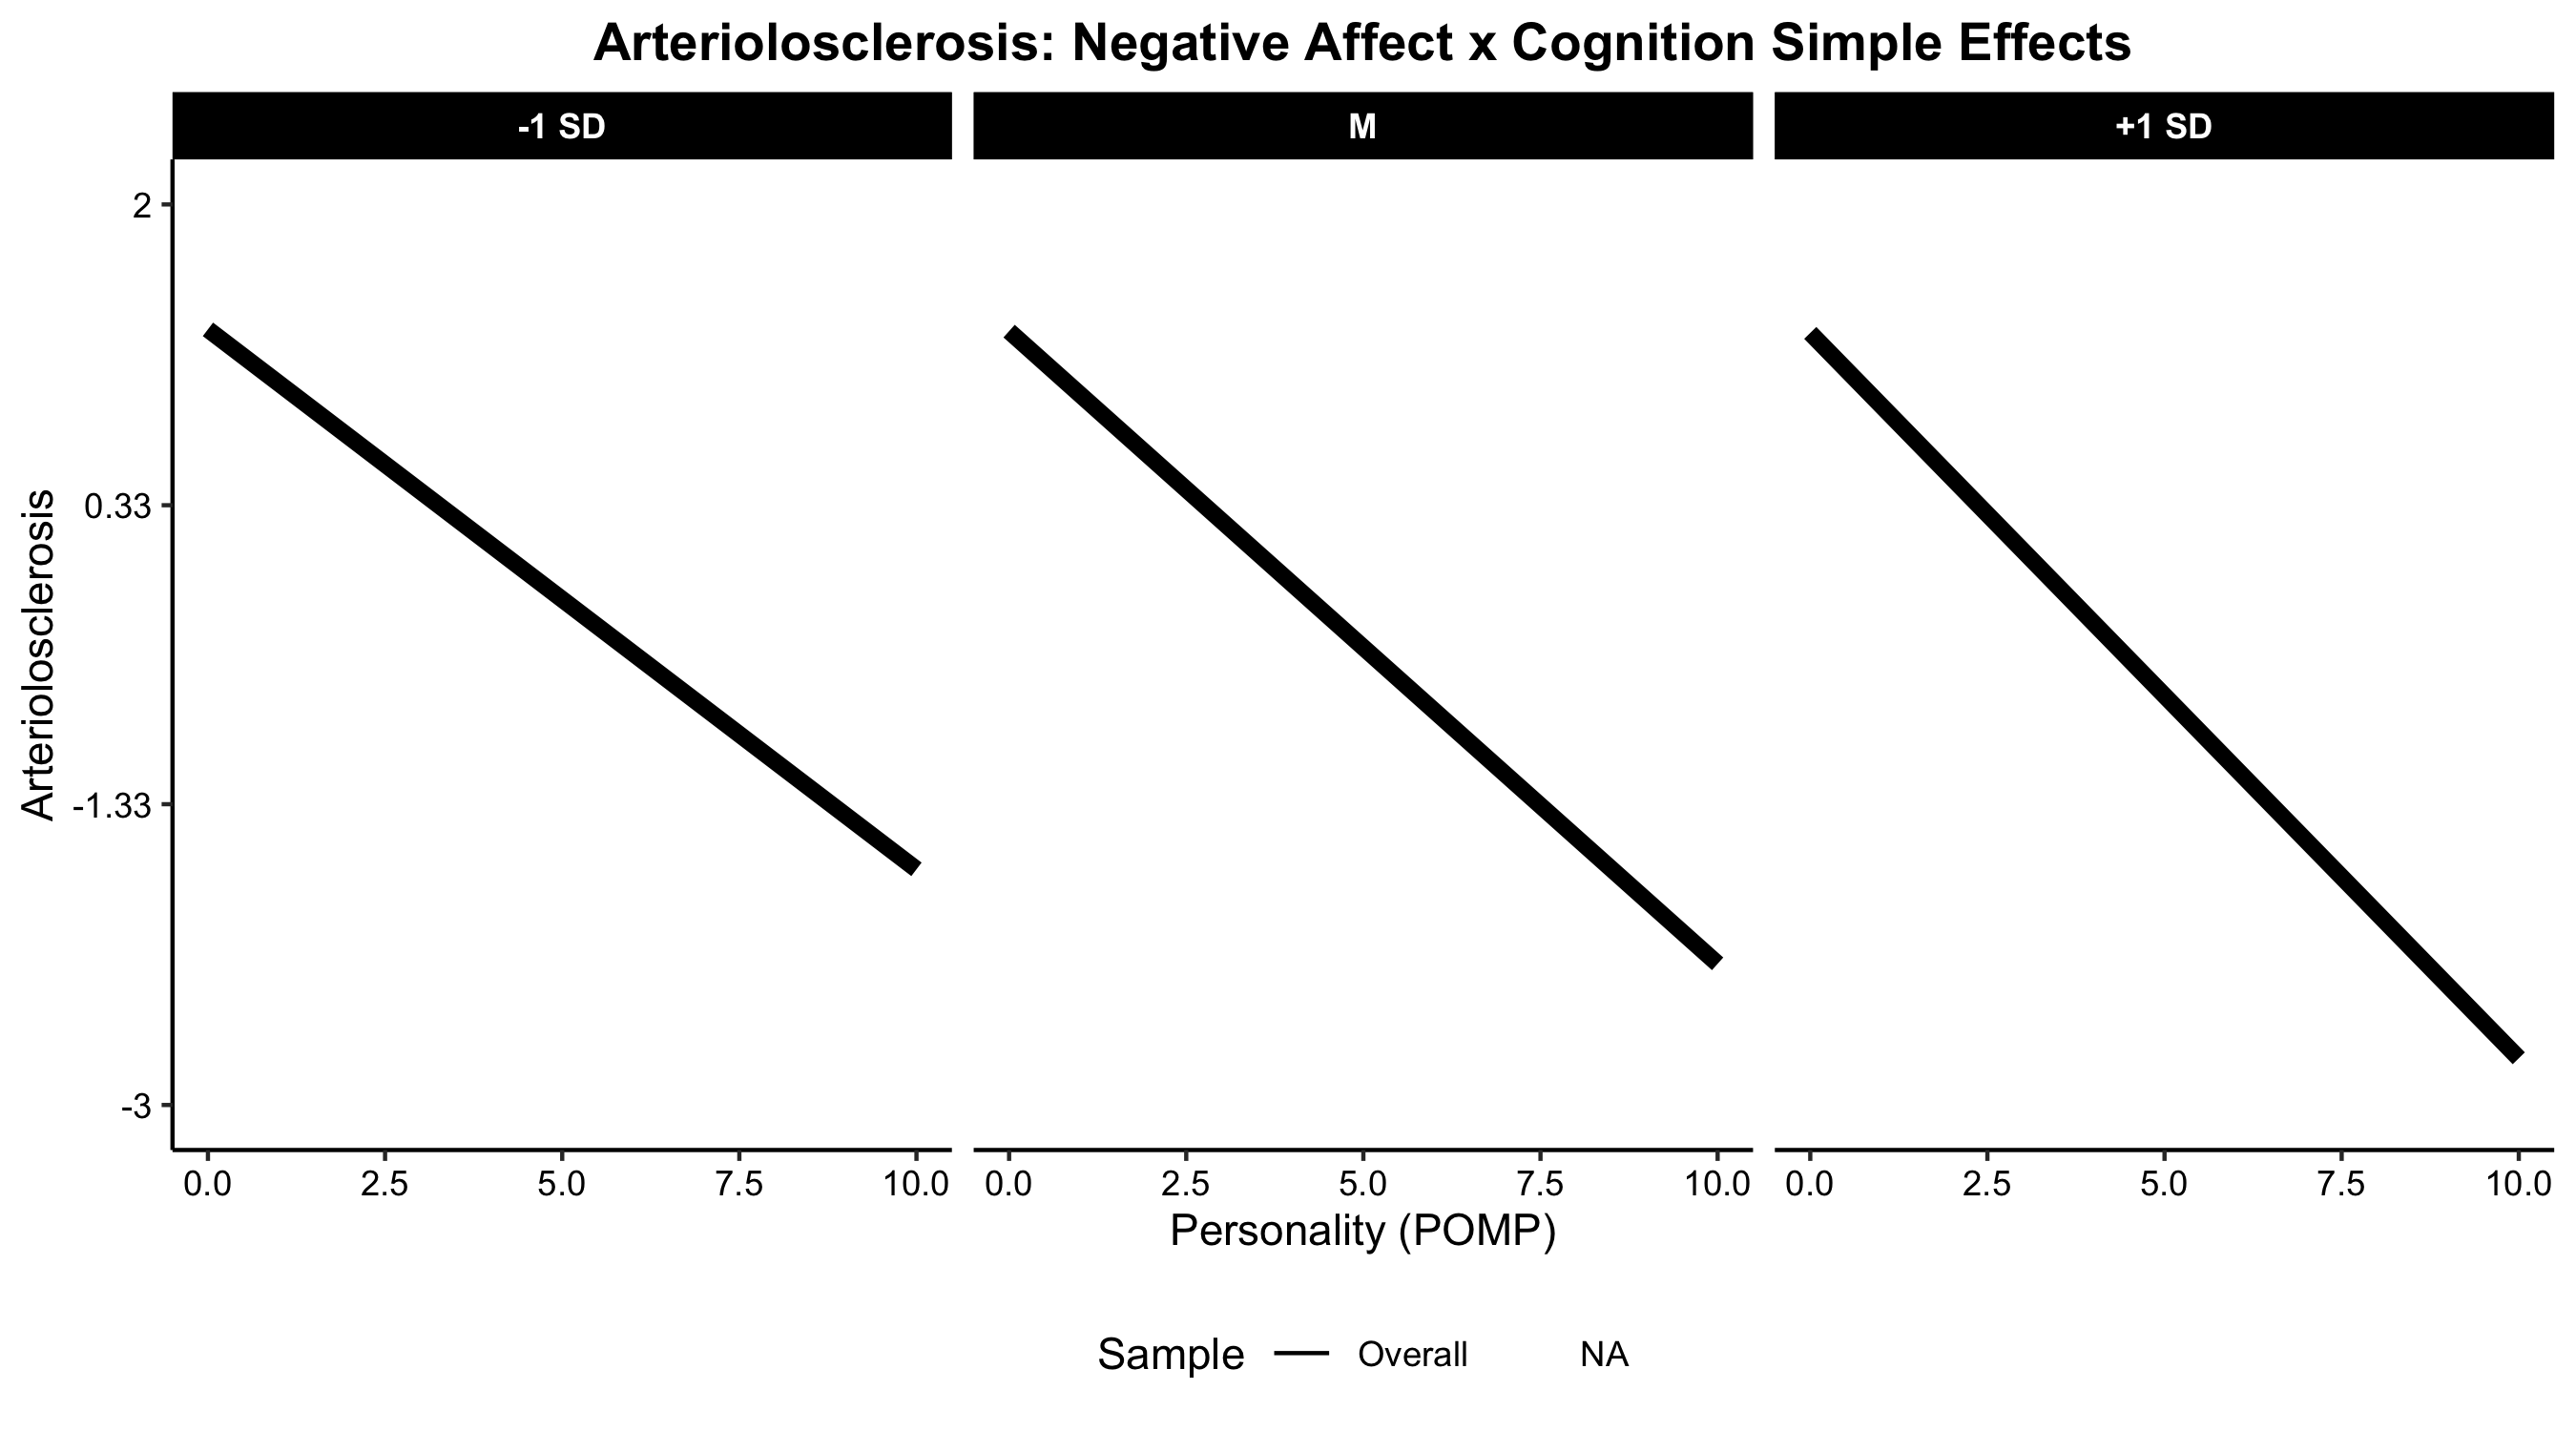 Arteriolosclerosis: Negative Affect x Cognition Simple Effects
-1 SD
M
+1 SD
Arteriolosclerosis
2
0.33
-1.33
-3
0.0 2.5 5.0 7.5 10.0
0.0 2.5 5.0 7.5 10.0
0.0 2.5 5.0 7.5 10.0
Personality (POMP)
Sample Overall NA